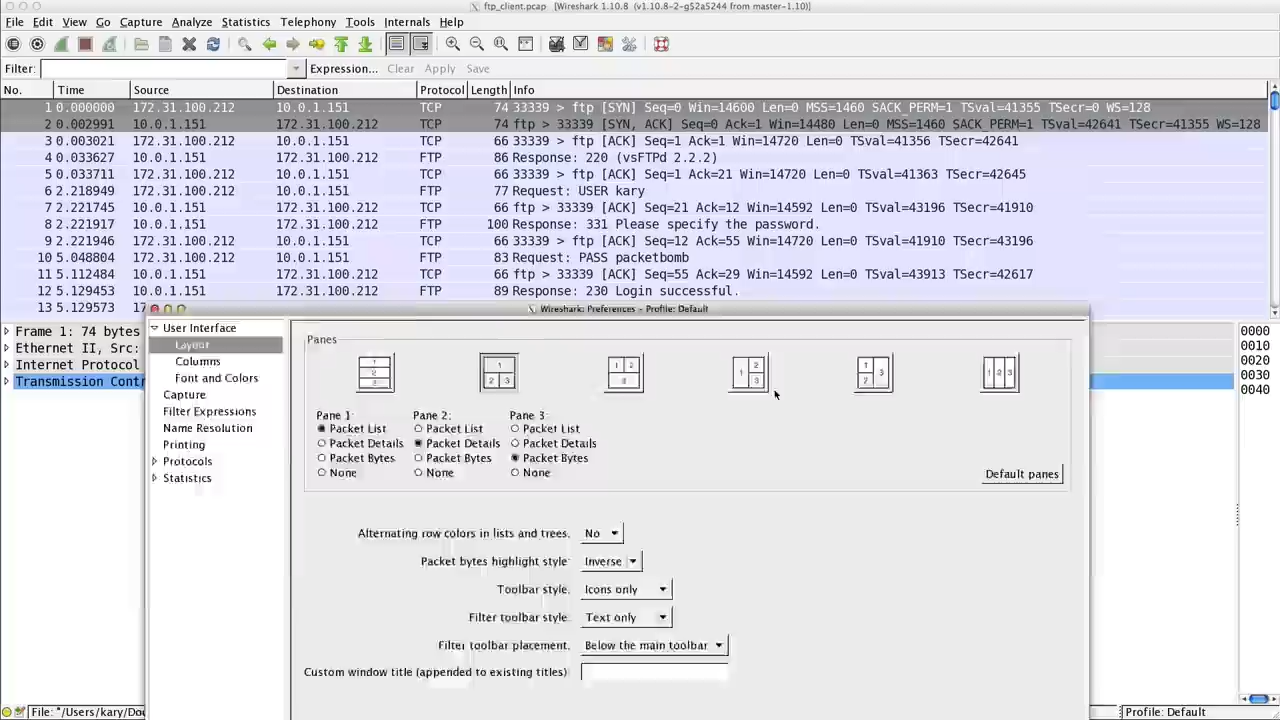 ftp_client.pcap [Wireshark 1.10.8 (v1.10.8-2-g52a5244 from master-1.10)]
File Edit View Go Capture Analyze Statistics Telephony Tools Internals Help
Filter: Expression... Clear Apply Save
No. Time Source Destination Protocol Length Info
1 0.000000 172.31.100.212 10.0.1.151 TCP 74 33339 > ftp [SYN] Seq=0 Win=14600 Len=0 MSS=1460 SACK_PERM=1 TSval=41355 TSecr=0 WS=128
2 0.002991 10.0.1.151 172.31.100.212 TCP 74 ftp > 33339 [SYN, ACK] Seq=0 Ack=1 Win=14480 Len=0 MSS=1460 SACK_PERM=1 TSval=42641 TSecr=41355 WS=128
3 0.003021 172.31.100.212 10.0.1.151 TCP 66 33339 > ftp [ACK] Seq=1 Ack=1 Win=14720 Len=0 TSval=41356 TSecr=42641
4 0.033627 10.0.1.151 172.31.100.212 FTP 86 Response: 220 (vsFTPd 2.2.2)
5 0.033711 172.31.100.212 10.0.1.151 TCP 66 33339 > ftp [ACK] Seq=1 Ack=21 Win=14720 Len=0 TSval=41363 TSecr=42645
6 2.218949 172.31.100.212 10.0.1.151 FTP 77 Request: USER kary
7 2.221745 10.0.1.151 172.31.100.212 TCP 66 ftp > 33339 [ACK] Seq=21 Ack=12 Win=14592 Len=0 TSval=43196 TSecr=41910
8 2.221917 10.0.1.151 172.31.100.212 FTP 100 Response: 331 Please specify the password.
9 2.221946 172.31.100.212 10.0.1.151 TCP 66 33339 > ftp [ACK] Seq=12 Ack=55 Win=14720 Len=0 TSval=41910 TSecr=43196
10 5.048804 172.31.100.212 10.0.1.151 FTP 83 Request: PASS packetbomb
11 5.112484 10.0.1.151 172.31.100.212 TCP 66 ftp > 33339 [ACK] Seq=55 Ack=29 Win=14592 Len=0 TSval=43913 TSecr=42617
12 5.129453 10.0.1.151 172.31.100.212 FTP 89 Response: 230 Login successful.
13 5.129573 17
Wireshark: Preferences - Profile: Default
Frame 1: 74 bytes
Ethernet II, Src:
Internet Protocol
Transmission Contr
0000
0010
0020
0030
0040
User Interface
Layout
Columns
Font and Colors
Capture
Filter Expressions
Name Resolution
Printing
Protocols
Statistics
Panes
1 2 3
1 2 3
1 2 3
1 2 3
1 2 3
1 2 3
Pane 1: Pane 2: Pane 3:
Packet List Packet List Packet List
Packet Details Packet Details Packet Details
Packet Bytes Packet Bytes Packet Bytes
None None None
Default panes
Alternating row colors in lists and trees: No
Packet bytes highlight style: Inverse
Toolbar style: Icons only
Filter toolbar style: Text only
Filter toolbar placement: Below the main toolbar
Custom window title (appended to existing titles)
File: "/Users/kary/Do Profile: Default